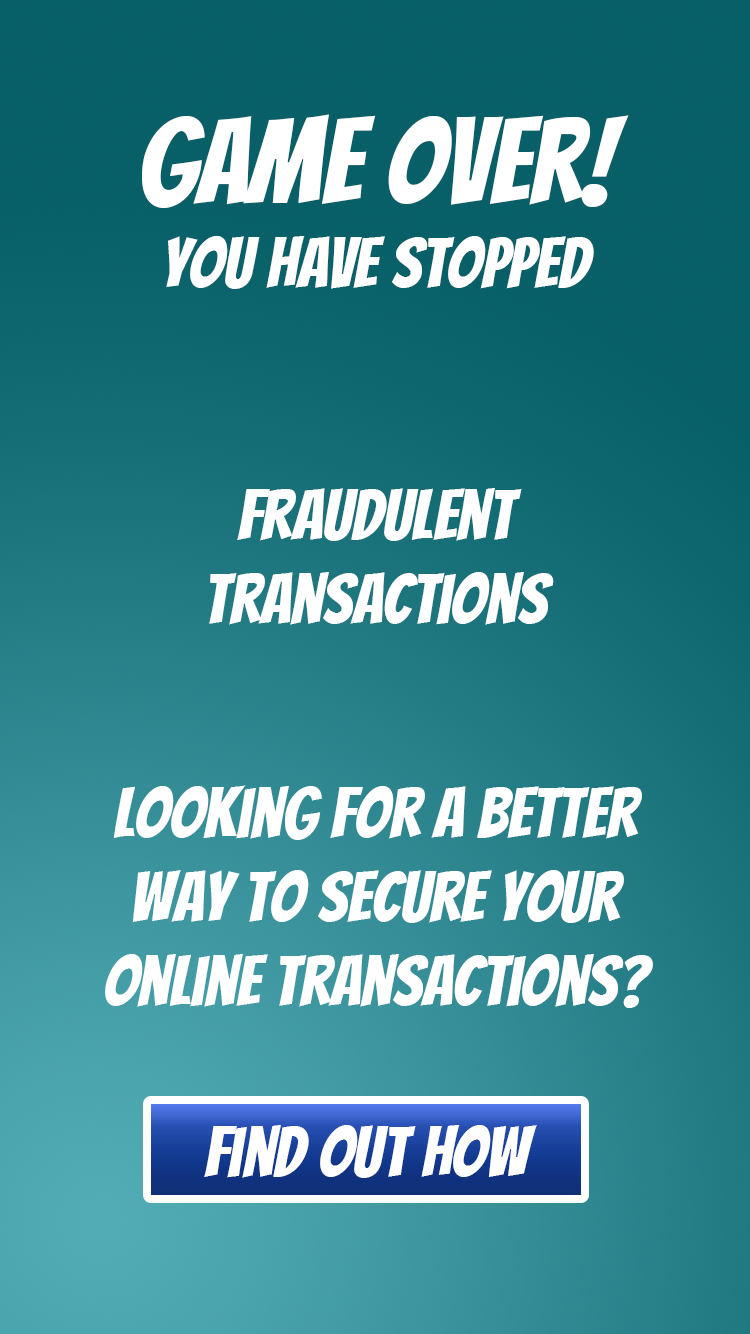 GAME OVER!
YOU HAVE STOPPED
FRAUDULENT
TRANSACTIONS
LOOKING FOR A BETTER
WAY TO SECURE YOUR
ONLINE TRANSACTIONS?
FIND OUT HOW